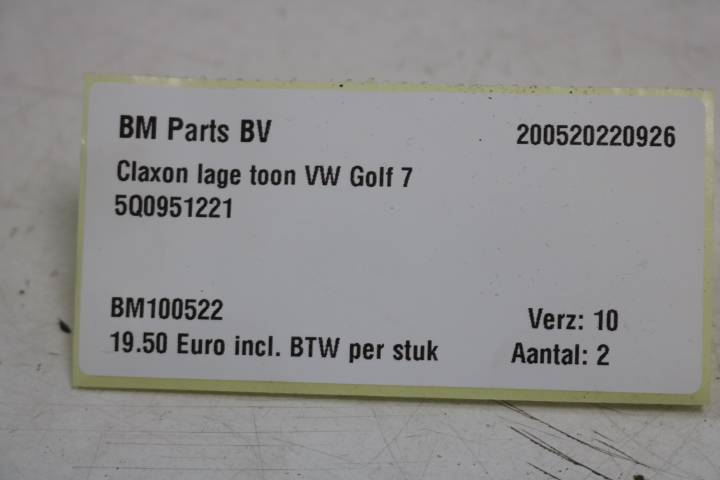 BM Parts BV 200520220926
Claxon lage toon VW Golf 7
5Q0951221
BM100522 Verz: 10
19.50 Euro incl. BTW per stuk Aantal: 2